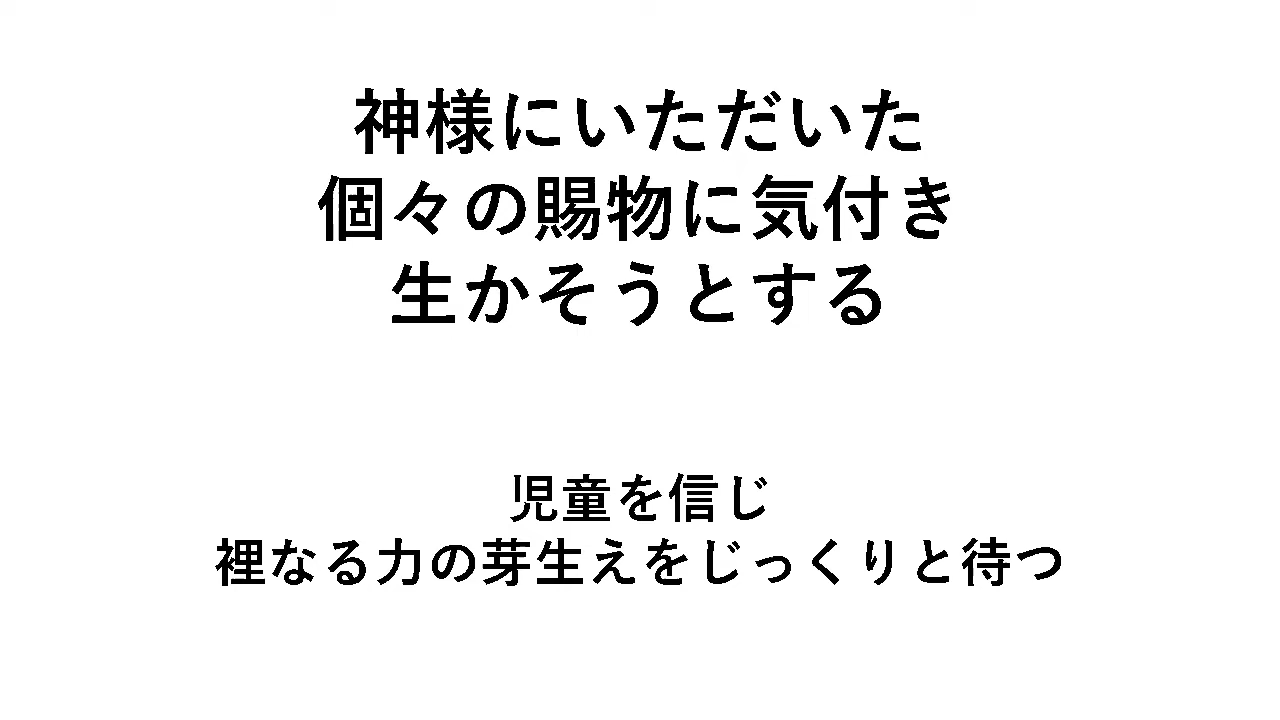 神様にいただいた
個々の賜物に気付き
生かそうとする
児童を信じ
裡なる力の芽生えをじっくりと待つ